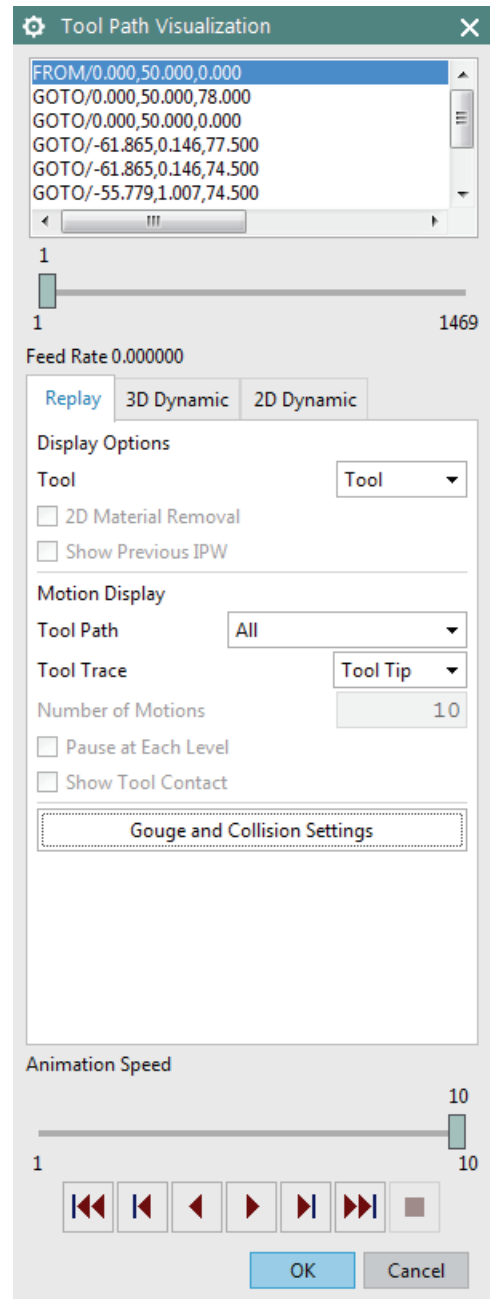 Tool Path Visualization
FROM/0.000,50.000,0.000
GOTO/0.000,50.000,78.000
GOTO/0.000,50.000,0.000
GOTO/-61.865,0.146,77.500
GOTO/-61.865,0.146,74.500
GOTO/-55.779,1.007,74.500
1
1 1469
Feed Rate 0.000000
Replay 3D Dynamic 2D Dynamic
Display Options
Tool Tool
2D Material Removal
Show Previous IPW
Motion Display
Tool Path All
Tool Trace Tool Tip
Number of Motions 10
Pause at Each Level
Show Tool Contact
Gouge and Collision Settings
Animation Speed
10
1 10
OK Cancel